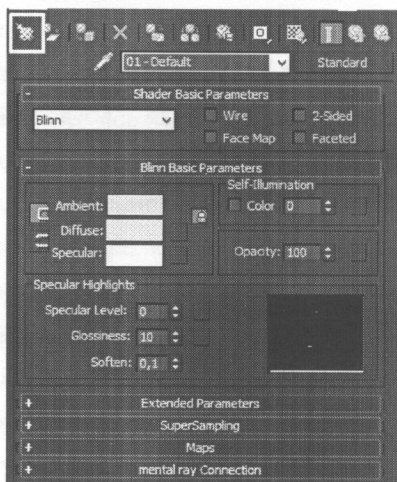 01 - Default Standard
- Shader Basic Parameters
Blinn Wire 2-Sided
Face Map Faceted
- Blinn Basic Parameters
Self-Illumination
Ambient: Color 0
Diffuse:
Specular: Opacity: 100
Specular Highlights
Specular Level: 0
Glossiness: 10
Soften: 0,1
+ Extended Parameters
+ SuperSampling
+ Maps
+ mental ray Connection